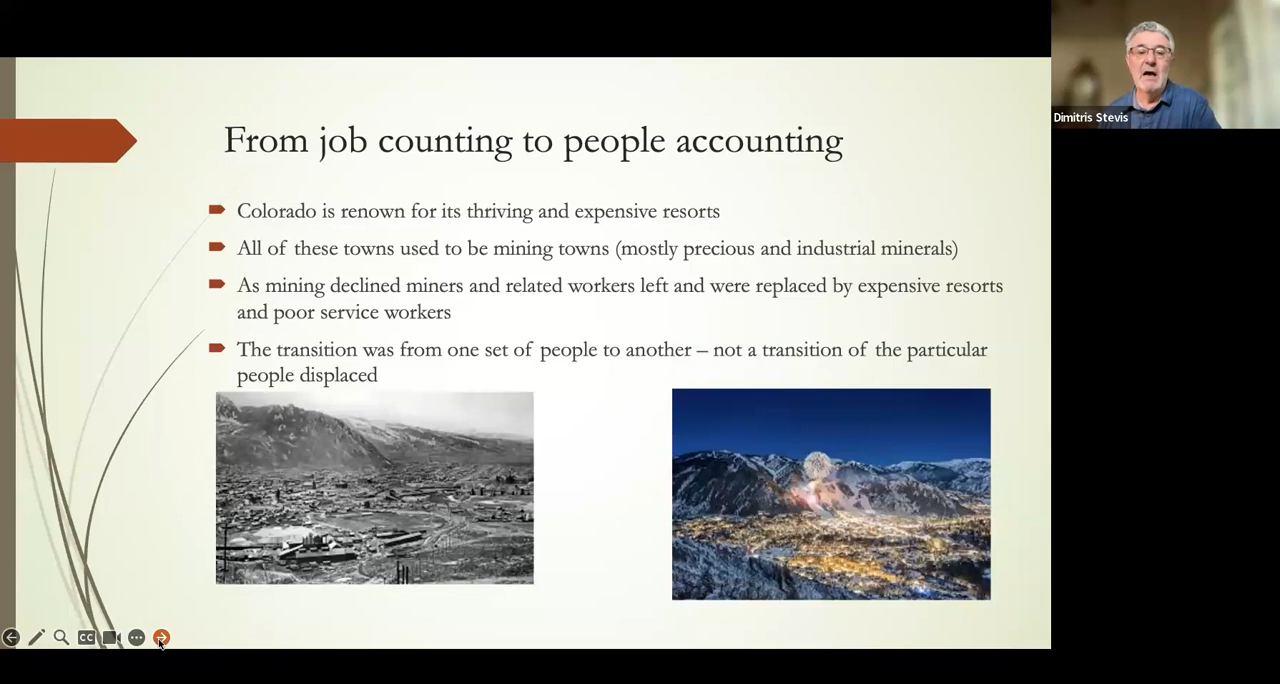 From job counting to people accounting
Colorado is renown for its thriving and expensive resorts
All of these towns used to be mining towns (mostly precious and industrial minerals)
As mining declined miners and related workers left and were replaced by expensive resorts
and poor service workers
The transition was from one set of people to another – not a transition of the particular
people displaced
Dimitris Stevis
CC